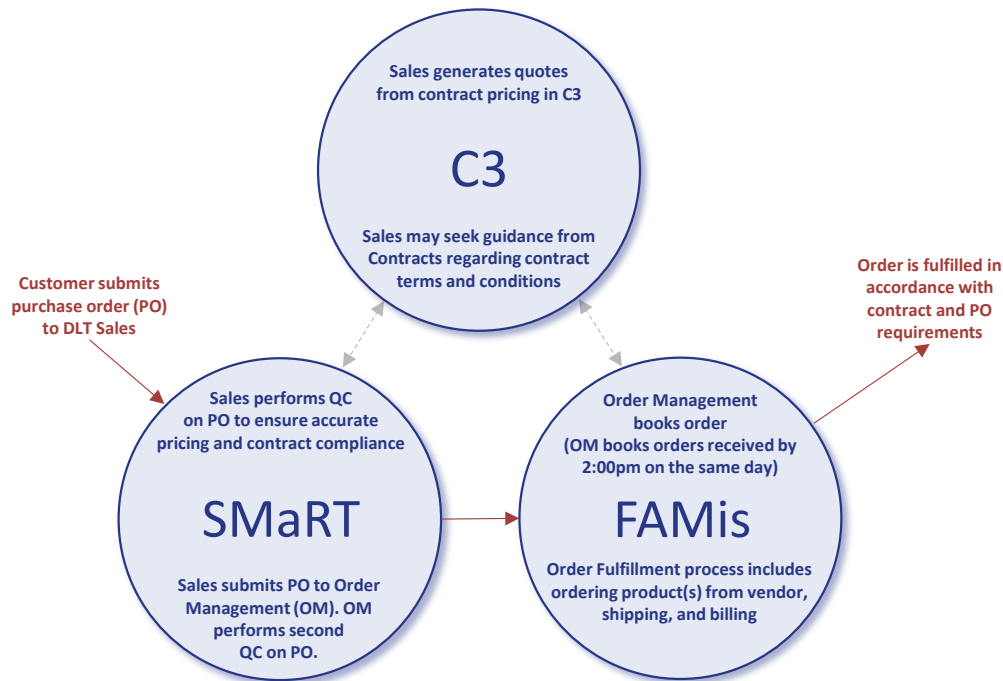 Sales generates quotes
from contract pricing in C3
C3
Sales may seek guidance from
Contracts regarding contract
terms and conditions
Customer submits
purchase order (PO)
to DLT Sales
Order is fulfilled in
accordance with
contract and PO
requirements
Sales performs QC
on PO to ensure accurate
pricing and contract compliance
SMaRT
Sales submits PO to Order
Management (OM). OM
performs second
QC on PO.
Order Management
books order
(OM books orders received by
2:00pm on the same day)
FAMis
Order Fulfillment process includes
ordering product(s) from vendor,
shipping, and billing